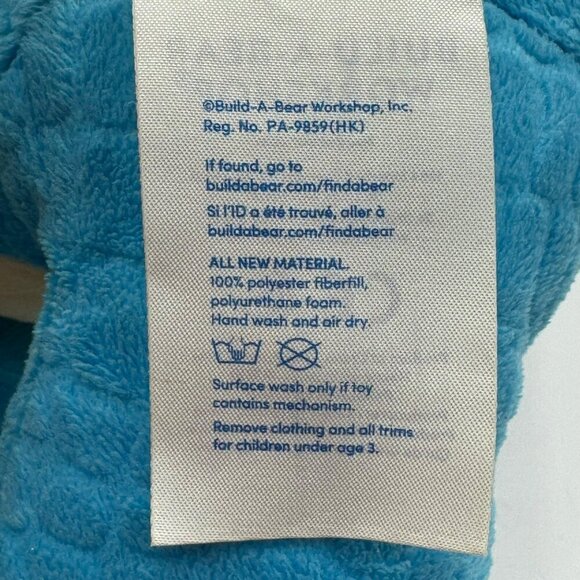 ©Build-A-Bear Workshop, Inc.
Reg. No. PA-9859(HK)
If found, go to
buildabear.com/findabear
Si l'ID a été trouvé, aller à
buildabear.com/findabear
ALL NEW MATERIAL.
100% polyester fiberfill,
polyurethane foam.
Hand wash and air dry.
Surface wash only if toy
contains mechanism.
Remove clothing and all trims
for children under age 3.